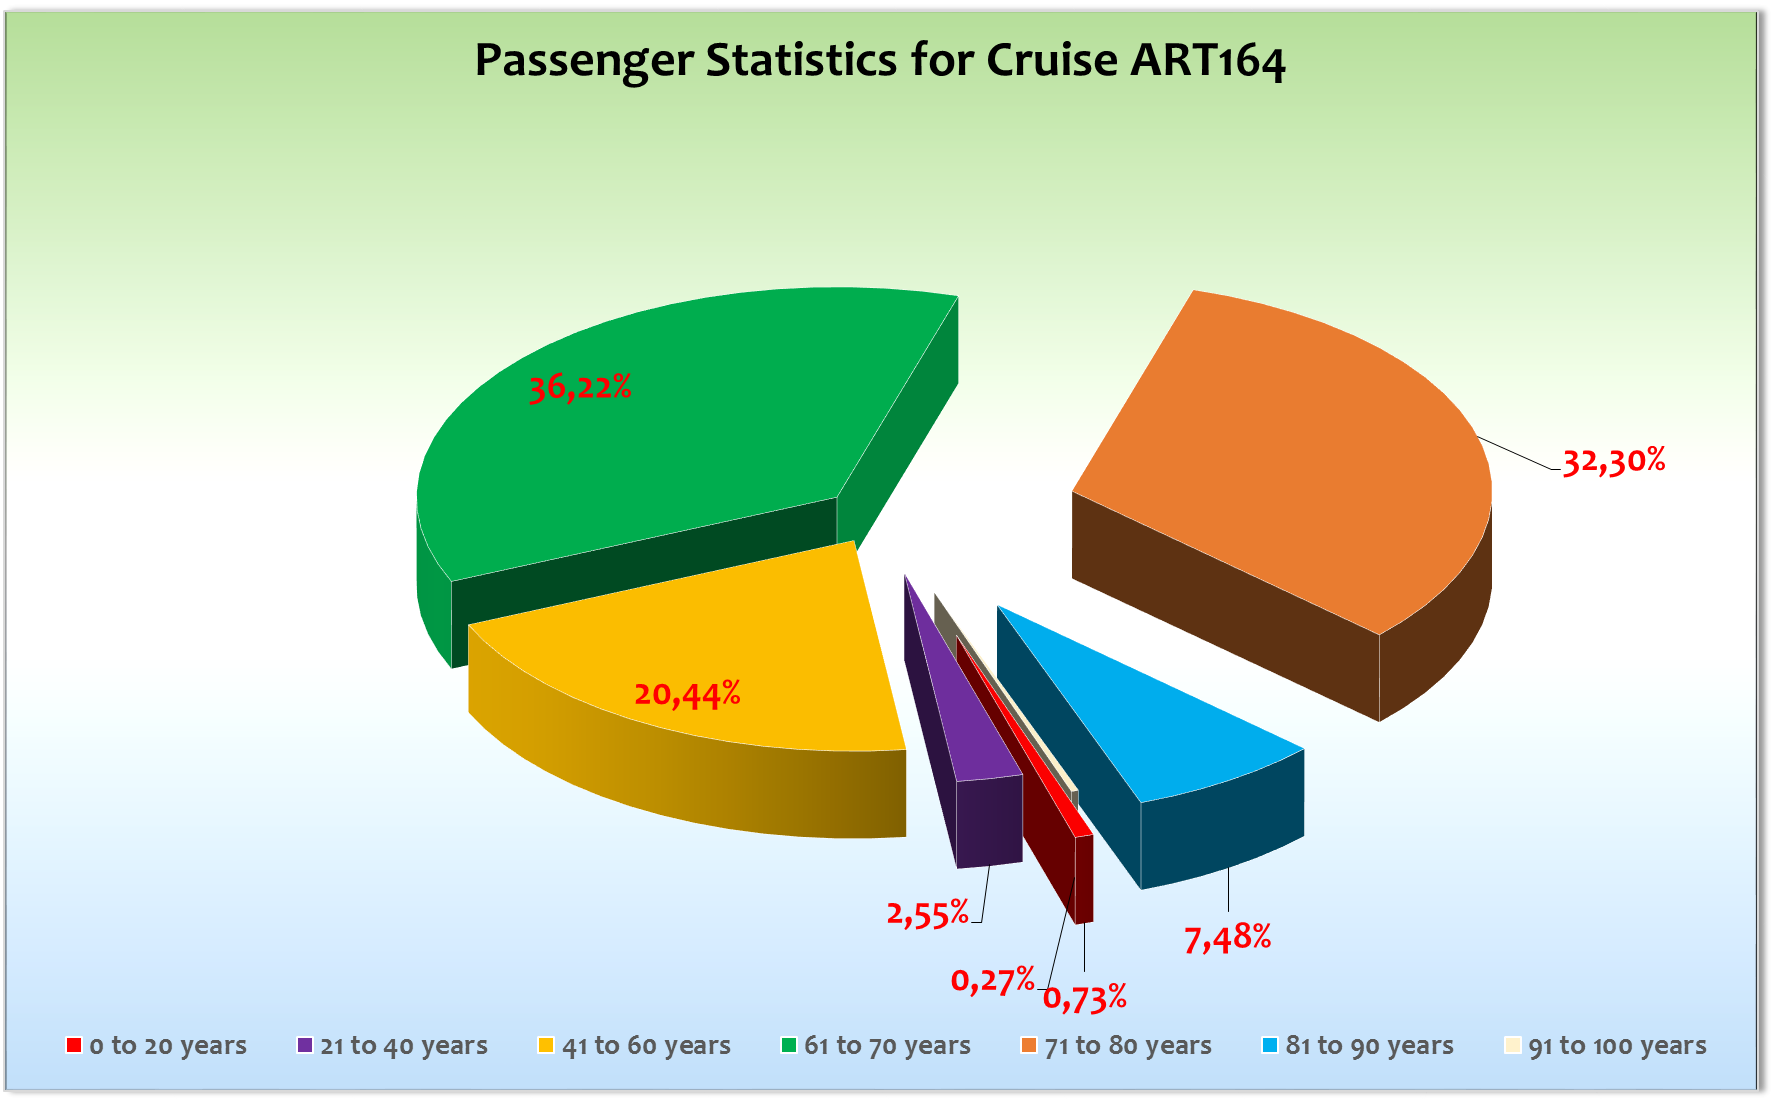 Passenger Statistics for Cruise ART164
36,22%
32,30%
20,44%
2,55%
7,48%
0,27%
0,73%
0 to 20 years
21 to 40 years
41 to 60 years
61 to 70 years
71 to 80 years
81 to 90 years
91 to 100 years